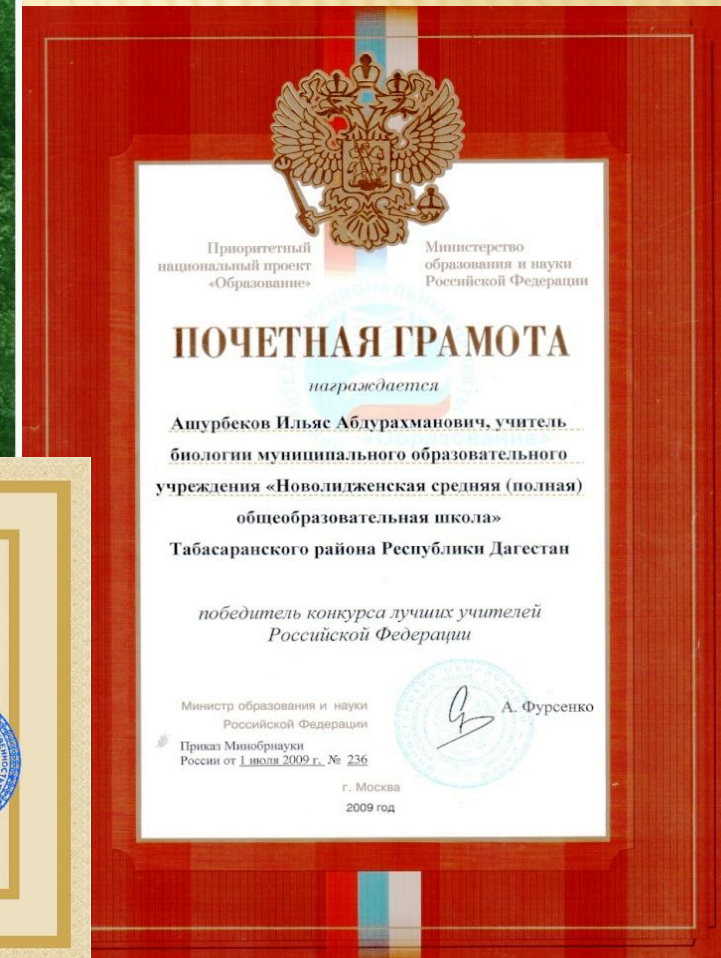 Приоритетный
национальный проект
«Образование»
Министерство
образования и науки
Российской Федерации
ПОЧЕТНАЯ ГРАМОТА
награждается
Ашурбеков Ильяс Абдурахманович, учитель
биологии муниципального образовательного
учреждения «Новолидженская средняя (полная)
общеобразовательная школа»
Табасаранского района Республики Дагестан
победитель конкурса лучших учителей
Российской Федерации
Министр образования и науки
Российской Федерации
А. Фурсенко
Приказ Минобрнауки
России от 1 июля 2009 г. № 236
г. Москва
2009 год